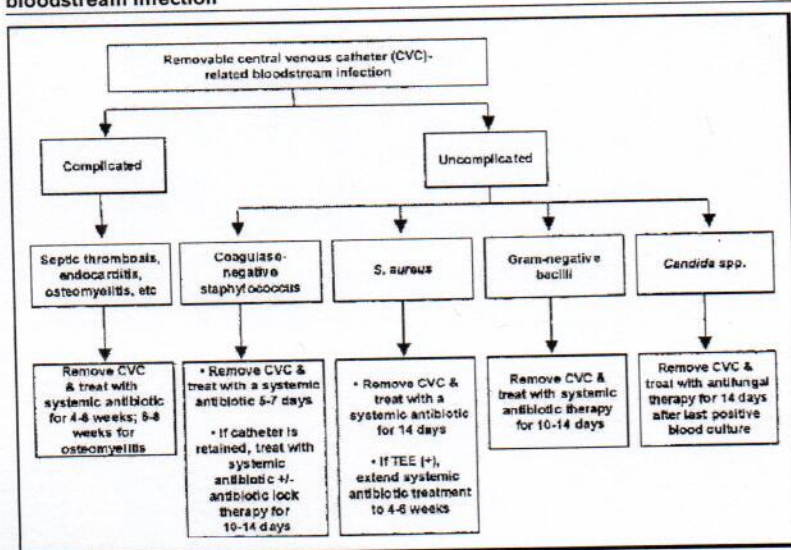 bloodstream infection
Removable central venous catheter (CVC)-
related bloodstream infection
Complicated
Uncomplicated
Septic thrombosis,
endocarditis,
osteomyelitis, etc
Coagulase-
negative
staphylococcus
S. aureus
Gram-negative
bacilli
Candida spp.
Remove CVC
& treat with
systemic antibiotic
for 4-6 weeks; 6-8
weeks for
osteomyelitis
• Remove CVC &
treat with a systemic
antibiotic 5-7 days
• If catheter is
retained, treat with
systemic
antibiotic +/-
antibiotic lock
therapy for
10-14 days
• Remove CVC &
treat with a
systemic antibiotic
for 14 days
• If TEE (+),
extend systemic
antibiotic treatment
to 4-6 weeks
Remove CVC &
treat with systemic
antibiotic therapy
for 10-14 days
Remove CVC &
treat with antifungal
therapy for 14 days
after last positive
blood culture